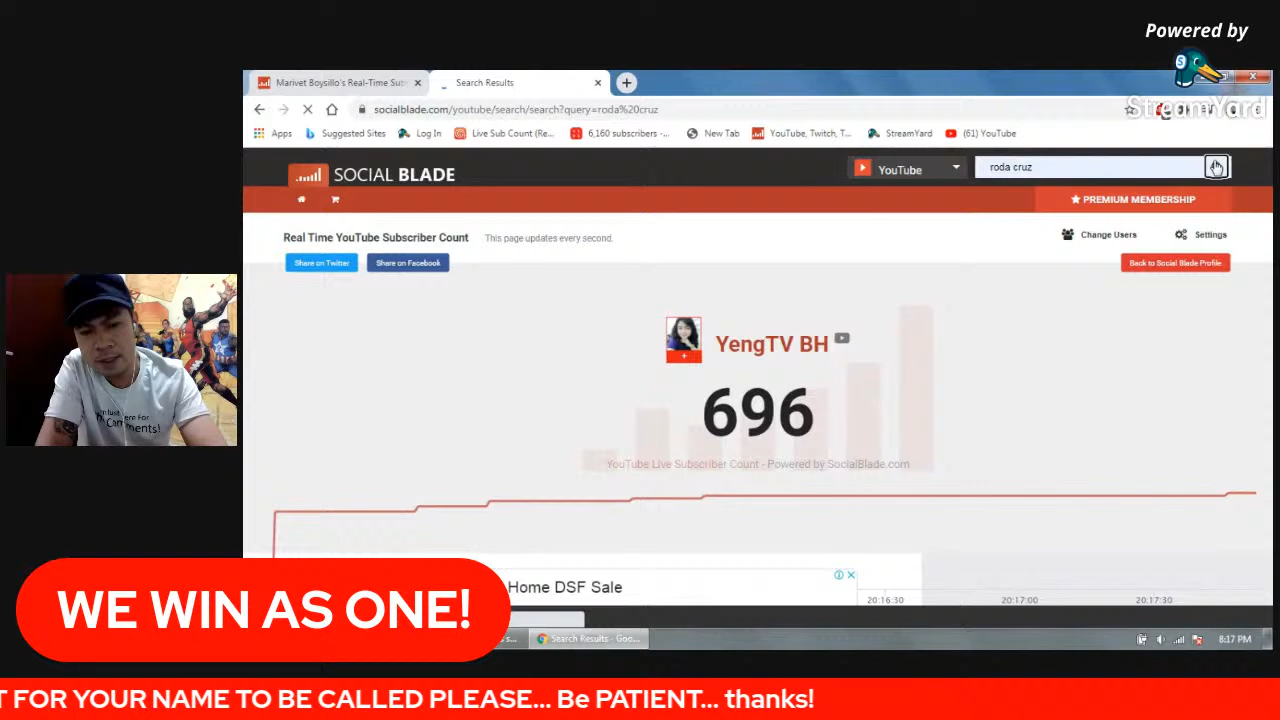 Powered by
StreamYard
Marivet Boysillo's Real-Time Sub
Search Results
socialblade.com/youtube/search/search?query=roda%20cruz
Apps
Suggested Sites
Log In
Live Sub Count (Re...
6,160 subscribers -...
New Tab
YouTube, Twitch, T...
StreamYard
(61) YouTube
SOCIAL BLADE
YouTube
roda cruz
PREMIUM MEMBERSHIP
Real Time YouTube Subscriber Count
This page updates every second.
Change Users
Settings
Share on Twitter
Share on Facebook
Back to Social Blade Profile
YengTV BH
696
YouTube Live Subscriber Count - Powered by SocialBlade.com
I'm Just Here For
Comments!
Home DSF Sale
20:16:30
20:17:00
20:17:30
WE WIN AS ONE!
Search Results - Goo...
8:17 PM
T FOR YOUR NAME TO BE CALLED PLEASE... Be PATIENT... thanks!